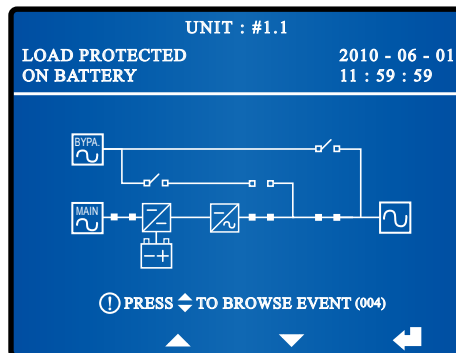 UNIT : #1.1
LOAD PROTECTED 2010 - 06 - 01
ON BATTERY 11 : 59 : 59
BYPA.
MAIN
PRESS TO BROWSE EVENT (004)